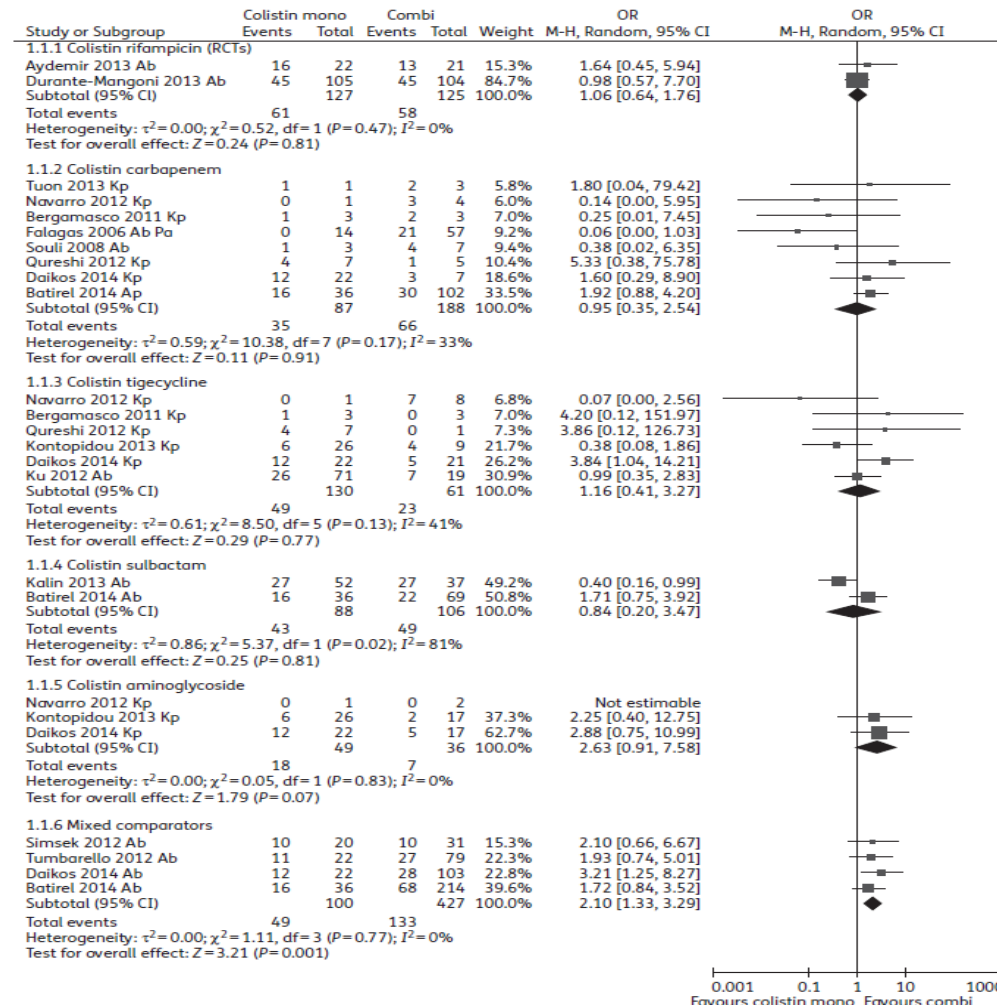 Colistin mono Combi OR OR
Study or Subgroup Events Total Events Total Weight M-H, Random, 95% CI M-H, Random, 95% CI
1.1.1 Colistin rifampicin (RCTs)
Aydemir 2013 Ab 16 22 13 21 15.3% 1.64 [0.45, 5.94]
Durante-Mangoni 2013 Ab 45 105 45 104 84.7% 0.98 [0.57, 7.70]
Subtotal (95% CI) 127 125 100.0% 1.06 [0.64, 1.76]
Total events 61 58
Heterogeneity: τ²=0.00; χ²=0.52, df=1 (P=0.47); I²=0%
Test for overall effect: Z=0.24 (P=0.81)
1.1.2 Colistin carbapenem
Tuon 2013 Kp 1 1 2 3 5.8% 1.80 [0.04, 79.42]
Navarro 2012 Kp 0 1 3 4 6.0% 0.14 [0.00, 5.95]
Bergamasco 2011 Kp 1 3 2 3 7.0% 0.25 [0.01, 7.45]
Falagas 2006 Ab Pa 0 14 21 57 9.2% 0.06 [0.00, 1.03]
Souli 2008 Ab 1 3 4 7 9.4% 0.38 [0.02, 6.35]
Qureshi 2012 Kp 4 7 1 5 10.4% 5.33 [0.38, 75.78]
Daikos 2014 Kp 12 22 3 7 18.6% 1.60 [0.29, 8.90]
Batirel 2014 Ap 16 36 30 102 33.5% 1.92 [0.88, 4.20]
Subtotal (95% CI) 87 188 100.0% 0.95 [0.35, 2.54]
Total events 35 66
Heterogeneity: τ²=0.59; χ²=10.38, df=7 (P=0.17); I²=33%
Test for overall effect: Z=0.11 (P=0.91)
1.1.3 Colistin tigecycline
Navarro 2012 Kp 0 1 7 8 6.8% 0.07 [0.00, 2.56]
Bergamasco 2011 Kp 1 3 0 3 7.0% 4.20 [0.12, 151.97]
Qureshi 2012 Kp 4 7 0 1 7.3% 3.86 [0.12, 126.73]
Kontopidou 2013 Kp 6 26 4 9 21.7% 0.38 [0.08, 1.86]
Daikos 2014 Kp 12 22 5 21 26.2% 3.84 [1.04, 14.21]
Ku 2012 Ab 26 71 7 19 30.9% 0.99 [0.35, 2.83]
Subtotal (95% CI) 130 61 100.0% 1.16 [0.41, 3.27]
Total events 49 23
Heterogeneity: τ²=0.61; χ²=8.50, df=5 (P=0.13); I²=41%
Test for overall effect: Z=0.29 (P=0.77)
1.1.4 Colistin sulbactam
Kalin 2013 Ab 27 52 27 37 49.2% 0.40 [0.16, 0.99]
Batirel 2014 Ab 16 36 22 69 50.8% 1.71 [0.75, 3.92]
Subtotal (95% CI) 88 106 100.0% 0.84 [0.20, 3.47]
Total events 43 49
Heterogeneity: τ²=0.86; χ²=5.37, df=1 (P=0.02); I²=81%
Test for overall effect: Z=0.25 (P=0.81)
1.1.5 Colistin aminoglycoside
Navarro 2012 Kp 0 1 0 2 Not estimable
Kontopidou 2013 Kp 6 26 2 17 37.3% 2.25 [0.40, 12.75]
Daikos 2014 Kp 12 22 5 17 62.7% 2.88 [0.75, 10.99]
Subtotal (95% CI) 49 36 100.0% 2.63 [0.91, 7.58]
Total events 18 7
Heterogeneity: τ²=0.00; χ²=0.05, df=1 (P=0.83); I²=0%
Test for overall effect: Z=1.79 (P=0.07)
1.1.6 Mixed comparators
Simsek 2012 Ab 10 20 10 31 15.3% 2.10 [0.66, 6.67]
Tumbarello 2012 Ab 11 22 27 79 22.3% 1.93 [0.74, 5.01]
Daikos 2014 Ab 12 22 28 103 22.8% 3.21 [1.25, 8.27]
Batirel 2014 Ab 16 36 68 214 39.6% 1.72 [0.84, 3.52]
Subtotal (95% CI) 100 427 100.0% 2.10 [1.33, 3.29]
Total events 49 133
Heterogeneity: τ²=0.00; χ²=1.11, df=3 (P=0.77); I²=0%
Test for overall effect: Z=3.21 (P=0.001)
0.001 0.1 1 10 1000
Favours colistin mono Favours combi